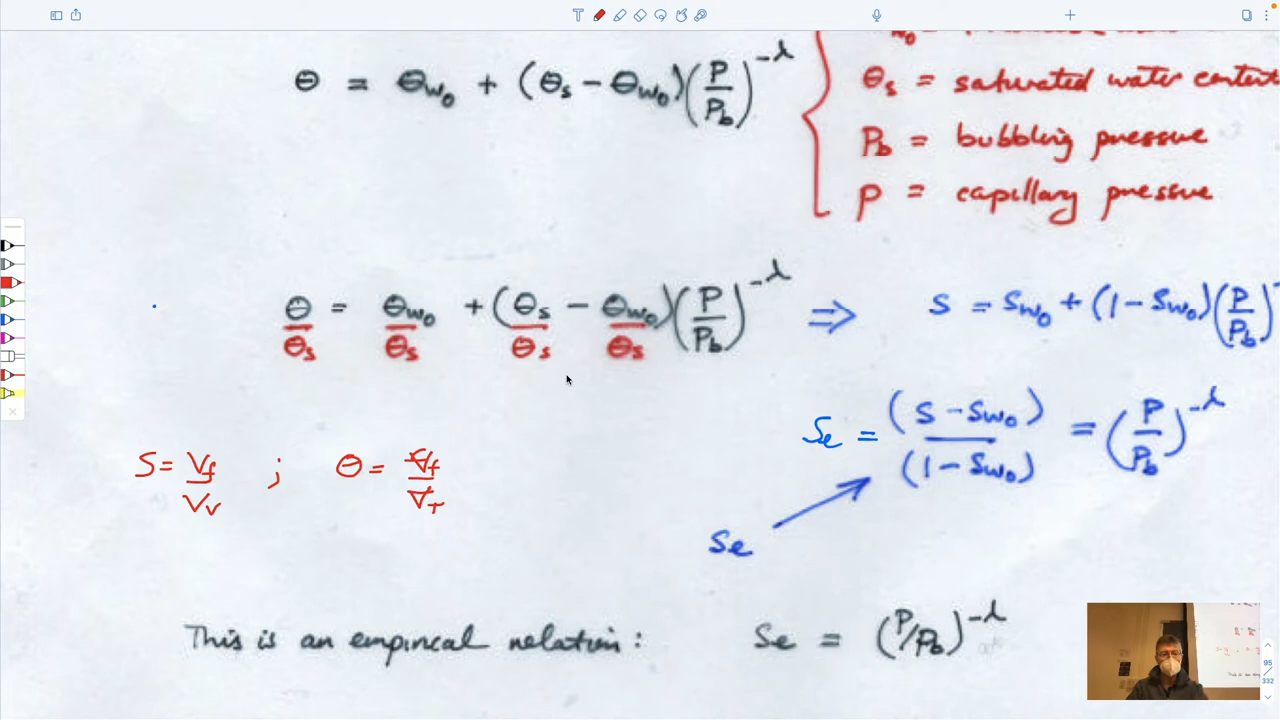 θ = θw₀ + (θs − θw₀)(P/Pb)^−λ
θs = saturated water content
Pb = bubbling pressure
P = capillary pressure
θ/θs = θw₀/θs + (θs/θs − θw₀/θs)(P/Pb)^−λ ⇒ S = Sw₀ + (1 − Sw₀)(P/Pb)^−
Se = (S − Sw₀)/(1 − Sw₀) = (P/Pb)^−λ
S = Vf/Vv ; θ = Vf/VT
Se
This is an empirical relation : Se = (P/Pb)^−λ
95
332